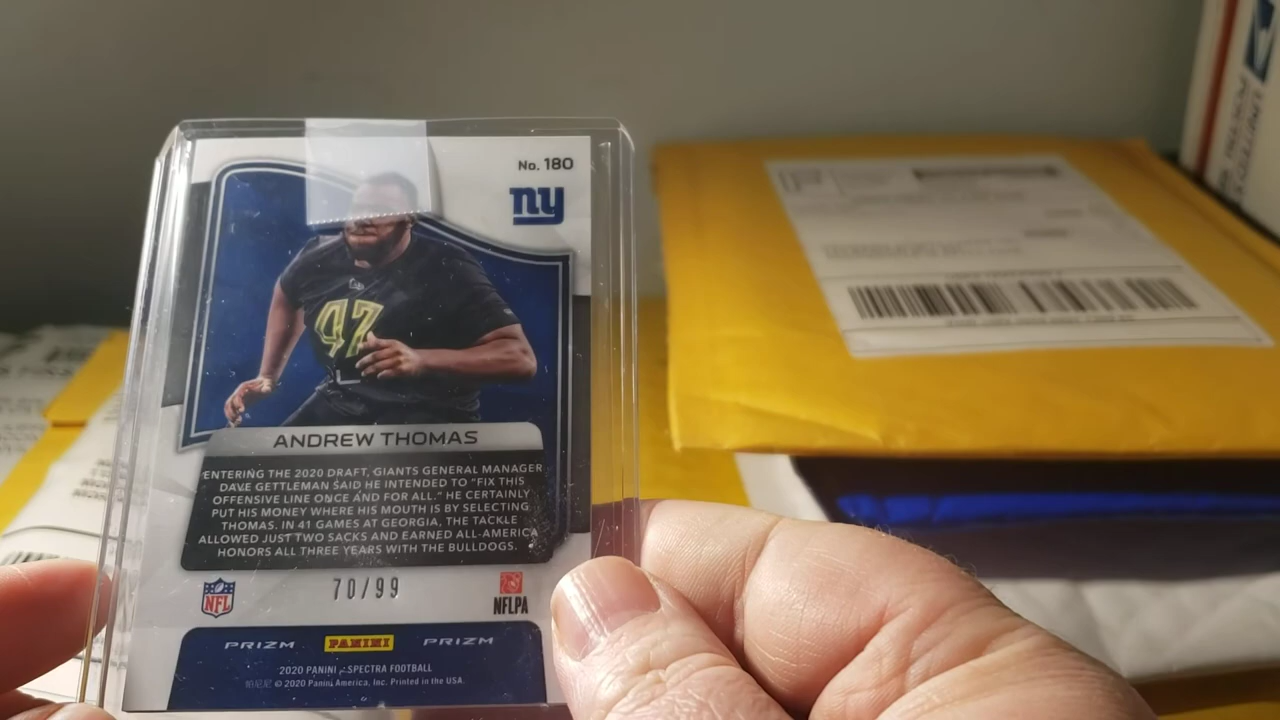 No. 180
ny
47
ANDREW THOMAS
ENTERING THE 2020 DRAFT, GIANTS GENERAL MANAGER
DAVE GETTLEMAN SAID HE INTENDED TO "FIX THIS
OFFENSIVE LINE ONCE AND FOR ALL." HE CERTAINLY
PUT HIS MONEY WHERE HIS MOUTH IS BY SELECTING
THOMAS. IN 41 GAMES AT GEORGIA, THE TACKLE
ALLOWED JUST TWO SACKS AND EARNED ALL-AMERICA
HONORS ALL THREE YEARS WITH THE BULLDOGS.
NFL
70/99
NFLPA
PRIZM PANINI PRIZM
2020 PANINI - SPECTRA FOOTBALL
© 2020 Panini America, Inc. Printed in the USA.
UNITED